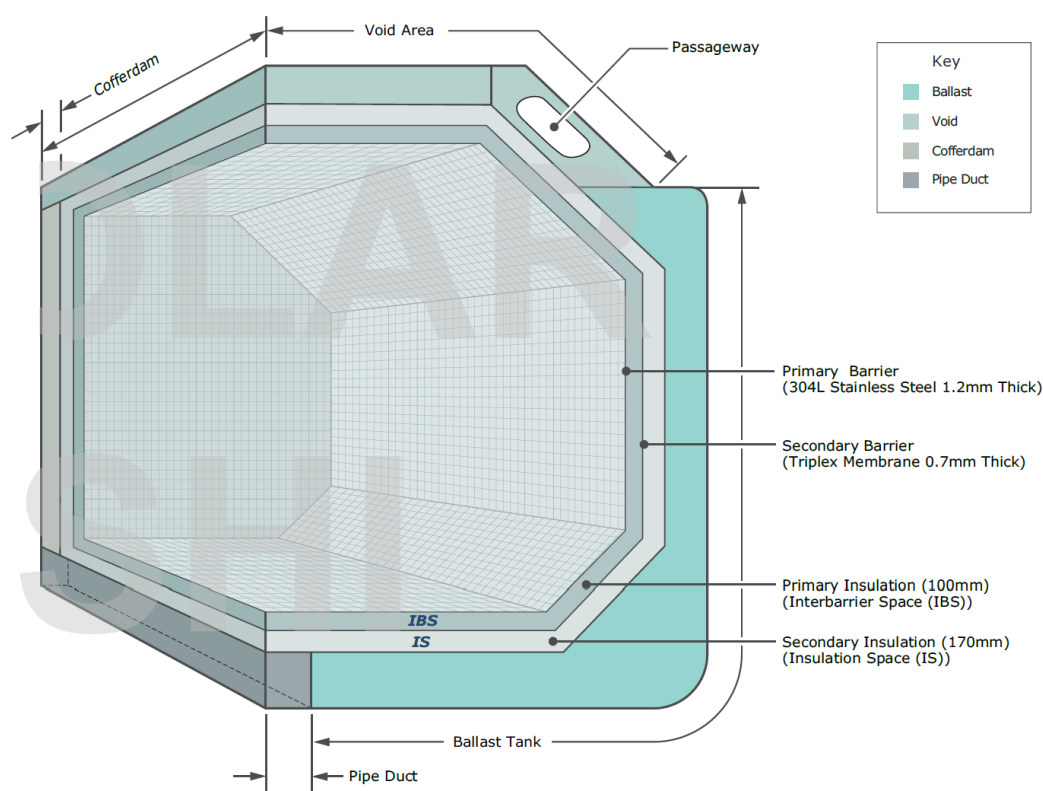 Void Area
Passageway
Cofferdam
Key
Ballast
Void
Cofferdam
Pipe Duct
OLAR
SHI
Primary Barrier
(304L Stainless Steel 1.2mm Thick)
Secondary Barrier
(Triplex Membrane 0.7mm Thick)
Primary Insulation (100mm)
(Interbarrier Space (IBS))
IBS
IS
Secondary Insulation (170mm)
(Insulation Space (IS))
Ballast Tank
Pipe Duct